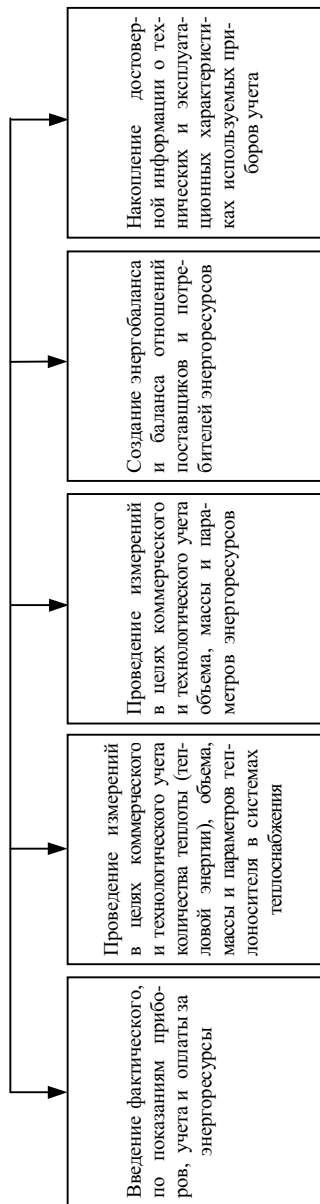 Введение фактического,
по показаниям прибо-
ров, учета и оплаты за
энергоресурсы
Проведение измерений
в целях коммерческого
и технологического учета
количества теплоты (теп-
ловой энергии), объема,
массы и параметров теп-
лоносителя в системах
теплоснабжения
Проведение измерений
в целях коммерческого
и технологического учета
объема, массы и пара-
метров энергоресурсов
Создание энергобаланса
и баланса отношений
поставщиков и потре-
бителей энергоресурсов
Накопление достовер-
ной информации о тех-
нических и эксплуата-
ционных характеристи-
ках используемых при-
боров учета